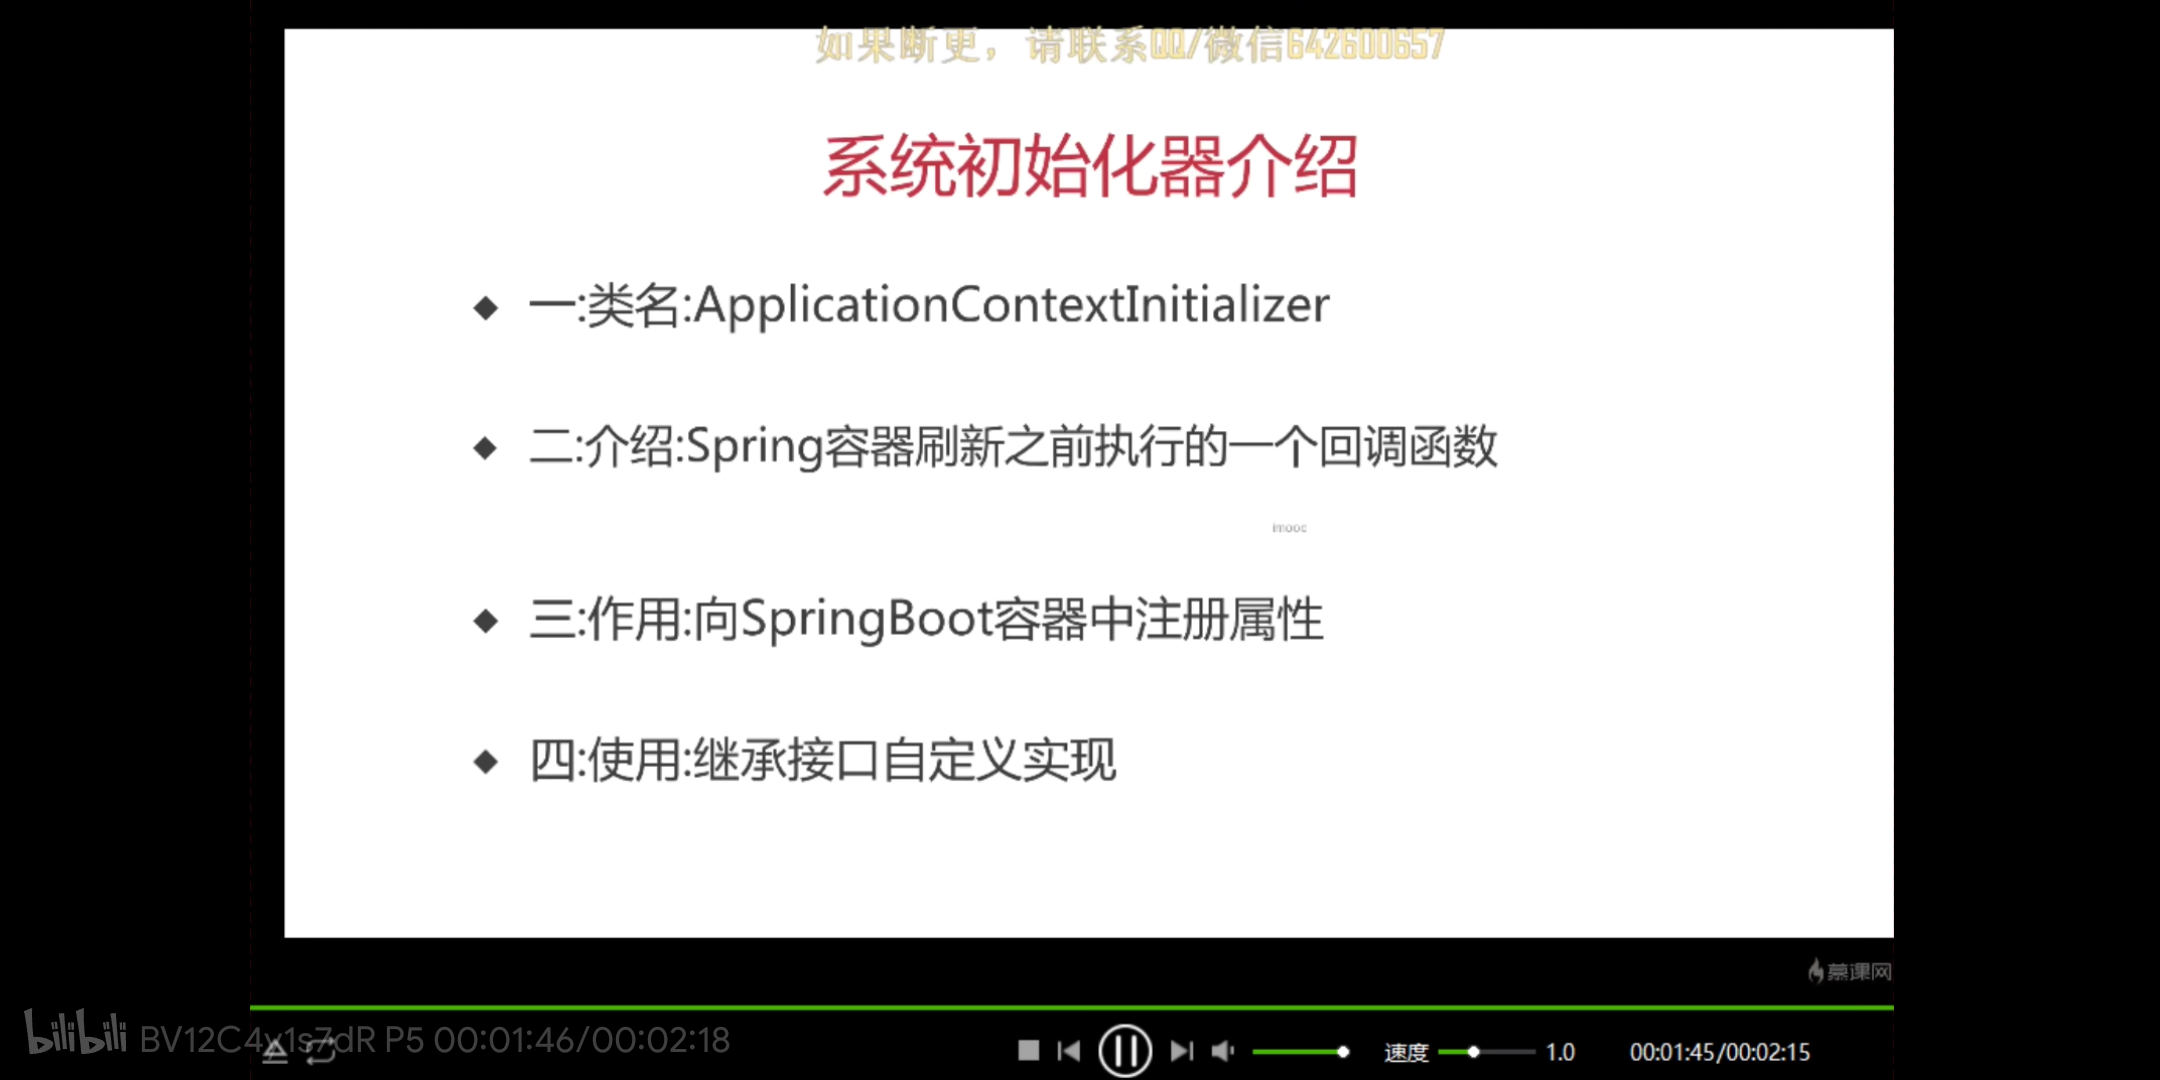 如果断更，请联系QQ/微信642600657
系统初始化器介绍
◆ 一:类名:ApplicationContextInitializer
◆ 二:介绍:Spring容器刷新之前执行的一个回调函数
imooc
◆ 三:作用:向SpringBoot容器中注册属性
◆ 四:使用:继承接口自定义实现
慕课网
bilibili BV12C4y1s7dR P5 00:01:46/00:02:18
速度 1.0 00:01:45/00:02:15